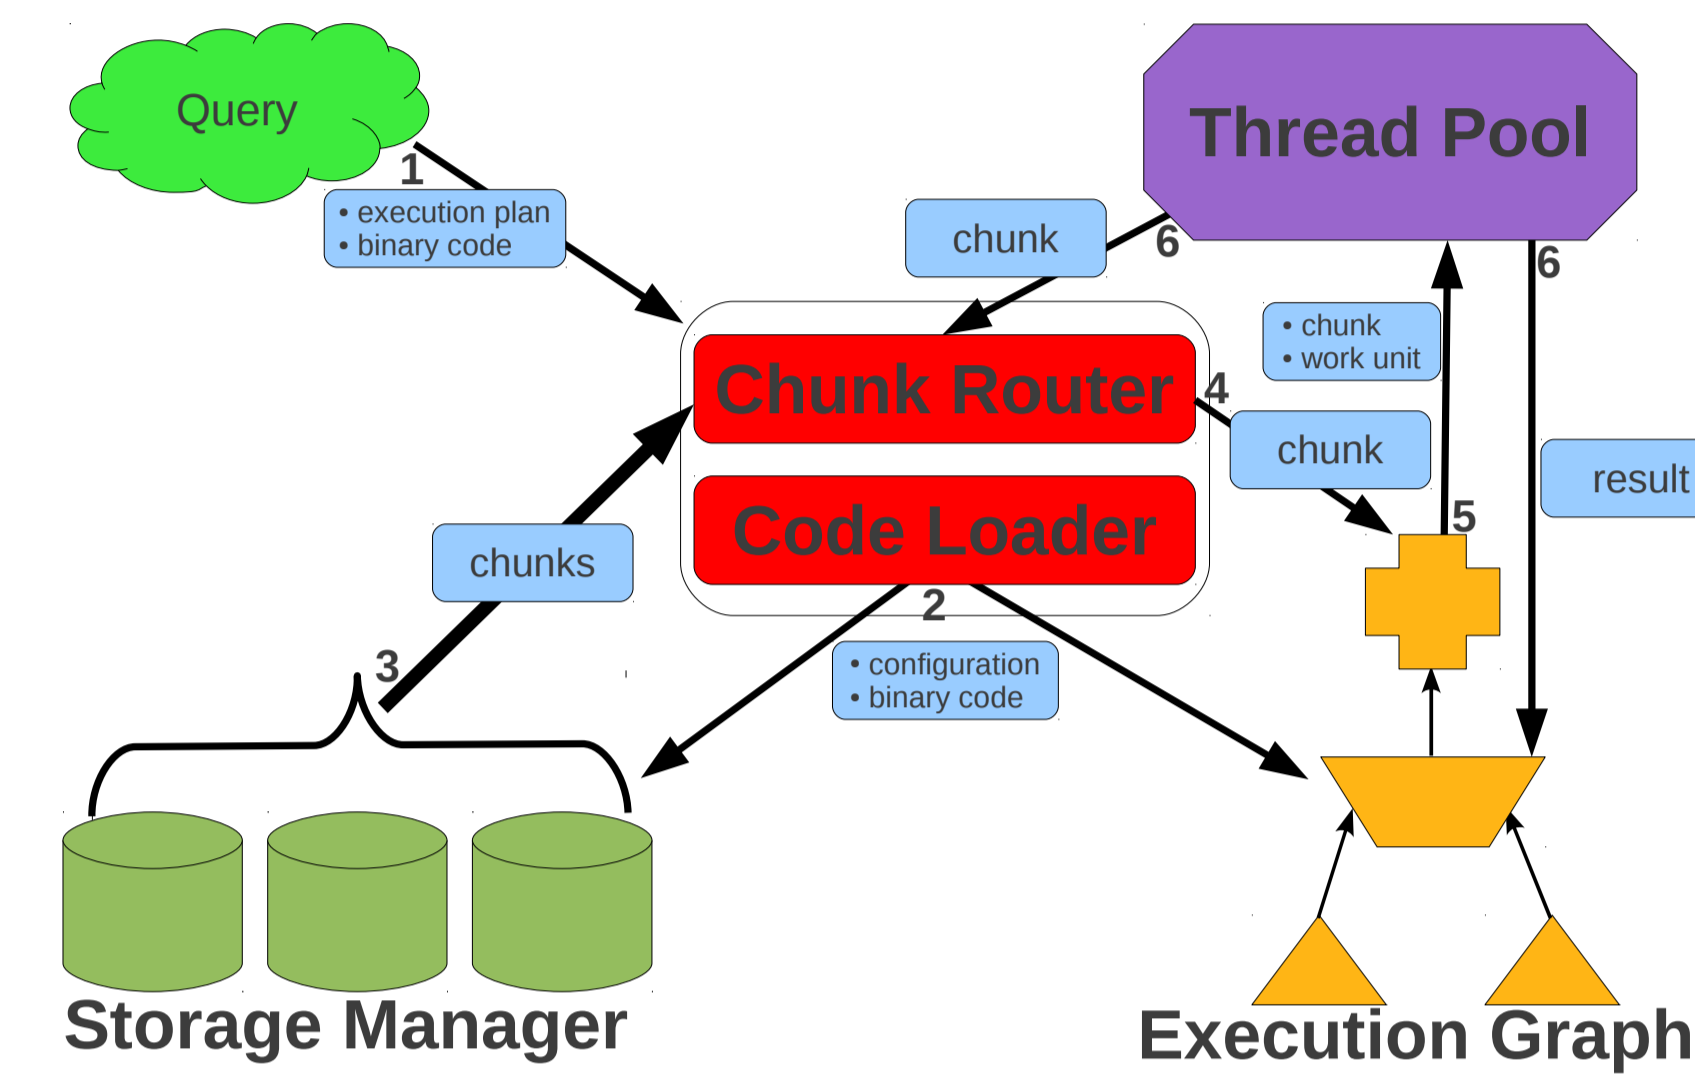 Query
1
• execution plan
• binary code
Thread Pool
chunk
6
6
• chunk
• work unit
Chunk Router
4
chunk
result
Code Loader
5
chunks
2
• configuration
• binary code
3
Storage Manager
Execution Graph